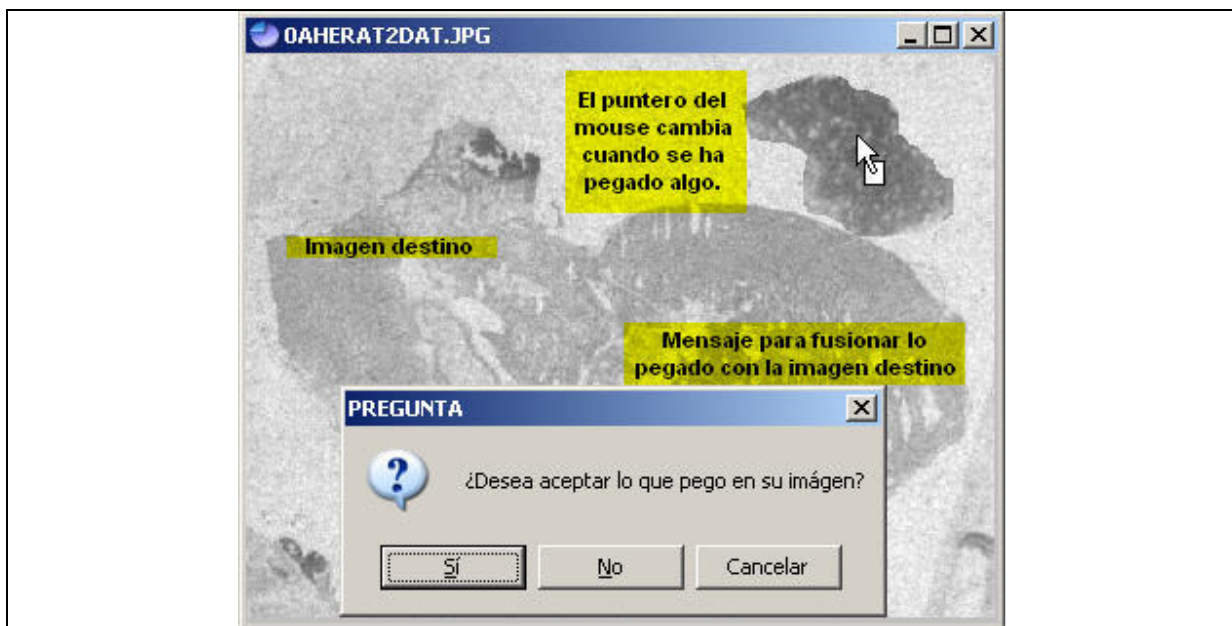 0AHERAT2DAT.JPG
El puntero del
mouse cambia
cuando se ha
pegado algo.
Imagen destino
Mensaje para fusionar lo
pegado con la imagen destino
PREGUNTA
¿Desea aceptar lo que pego en su imágen?
Sí No Cancelar